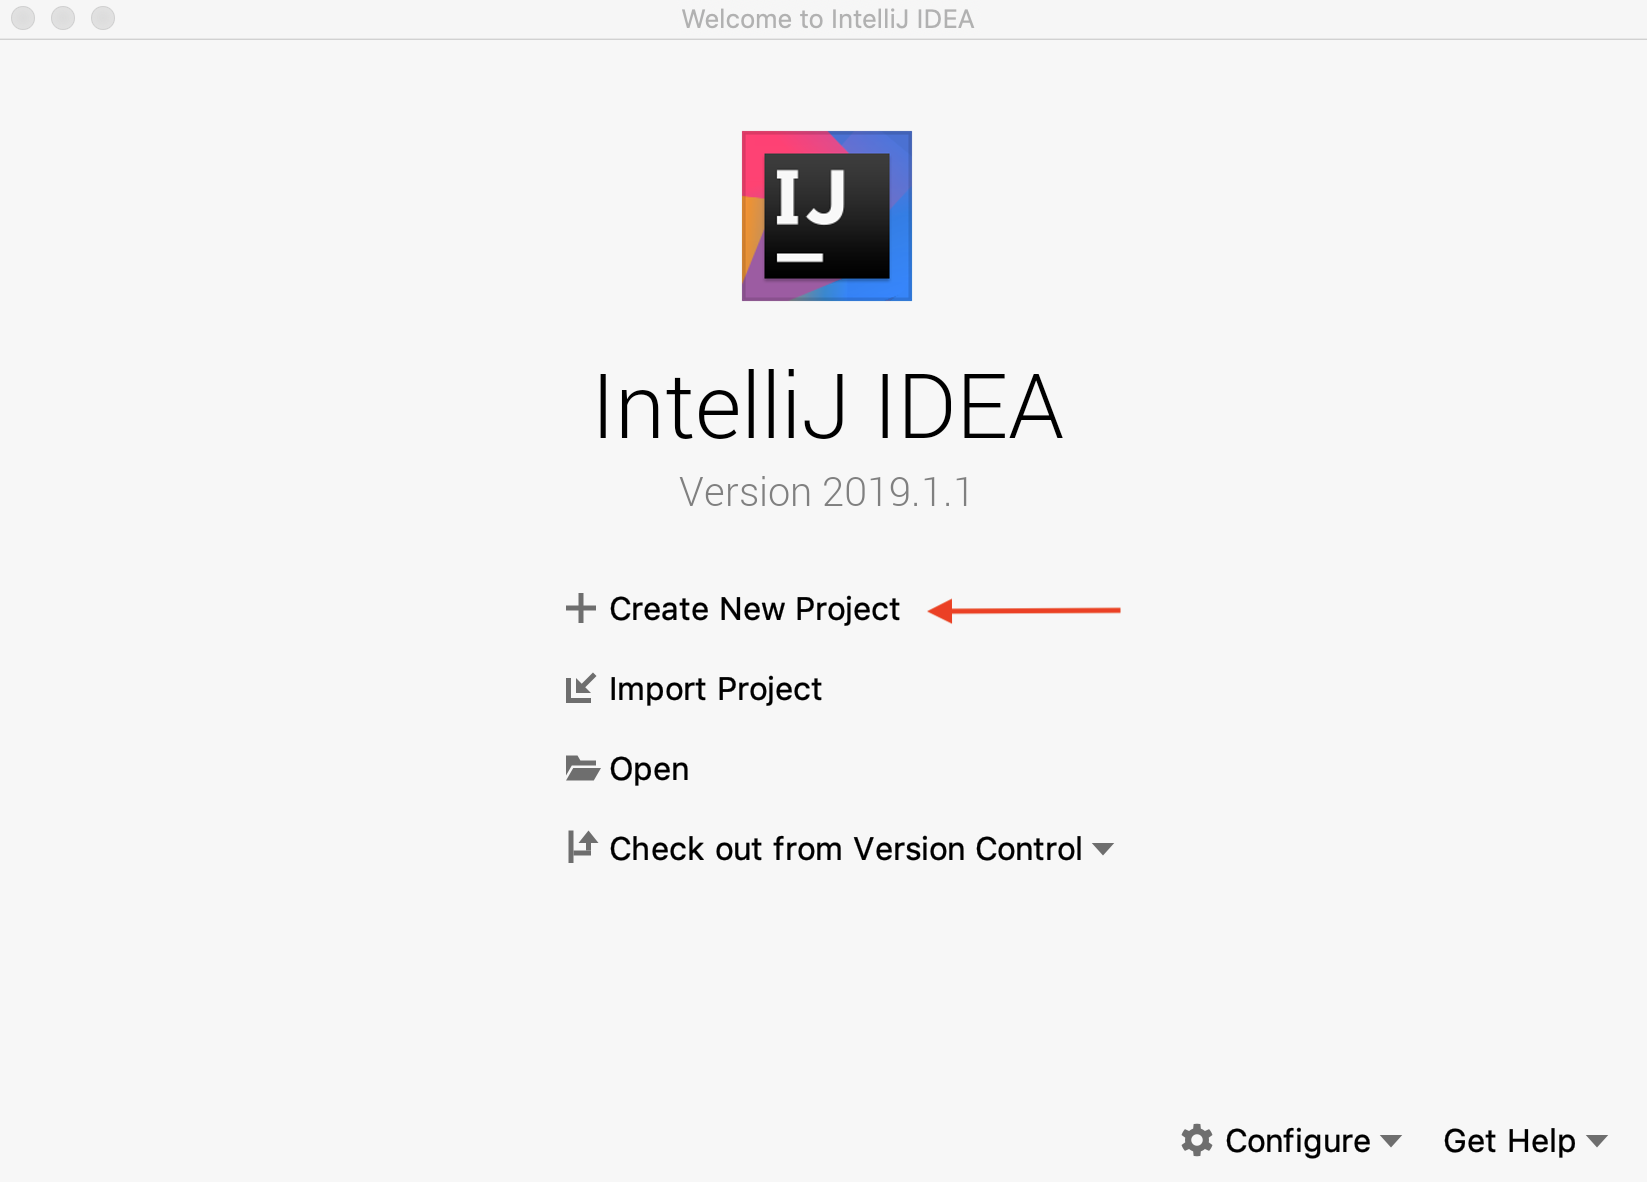 Welcome to IntelliJ IDEA
IJ
IntelliJ IDEA
Version 2019.1.1
Create New Project
Import Project
Open
Check out from Version Control
Configure
Get Help